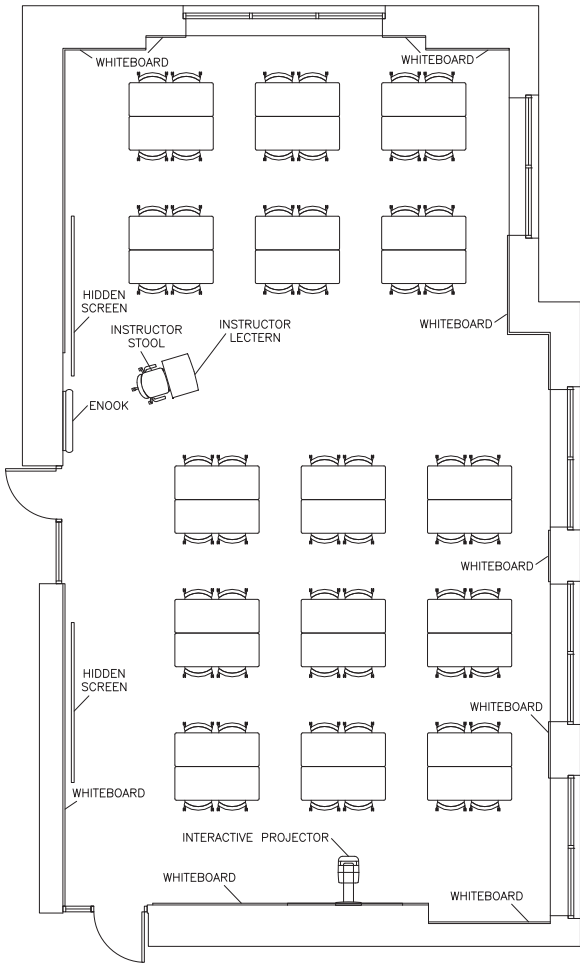 WHITEBOARD
WHITEBOARD
HIDDEN
SCREEN
INSTRUCTOR
STOOL
INSTRUCTOR
LECTERN
WHITEBOARD
ENOOK
WHITEBOARD
HIDDEN
SCREEN
WHITEBOARD
WHITEBOARD
INTERACTIVE PROJECTOR
WHITEBOARD
WHITEBOARD